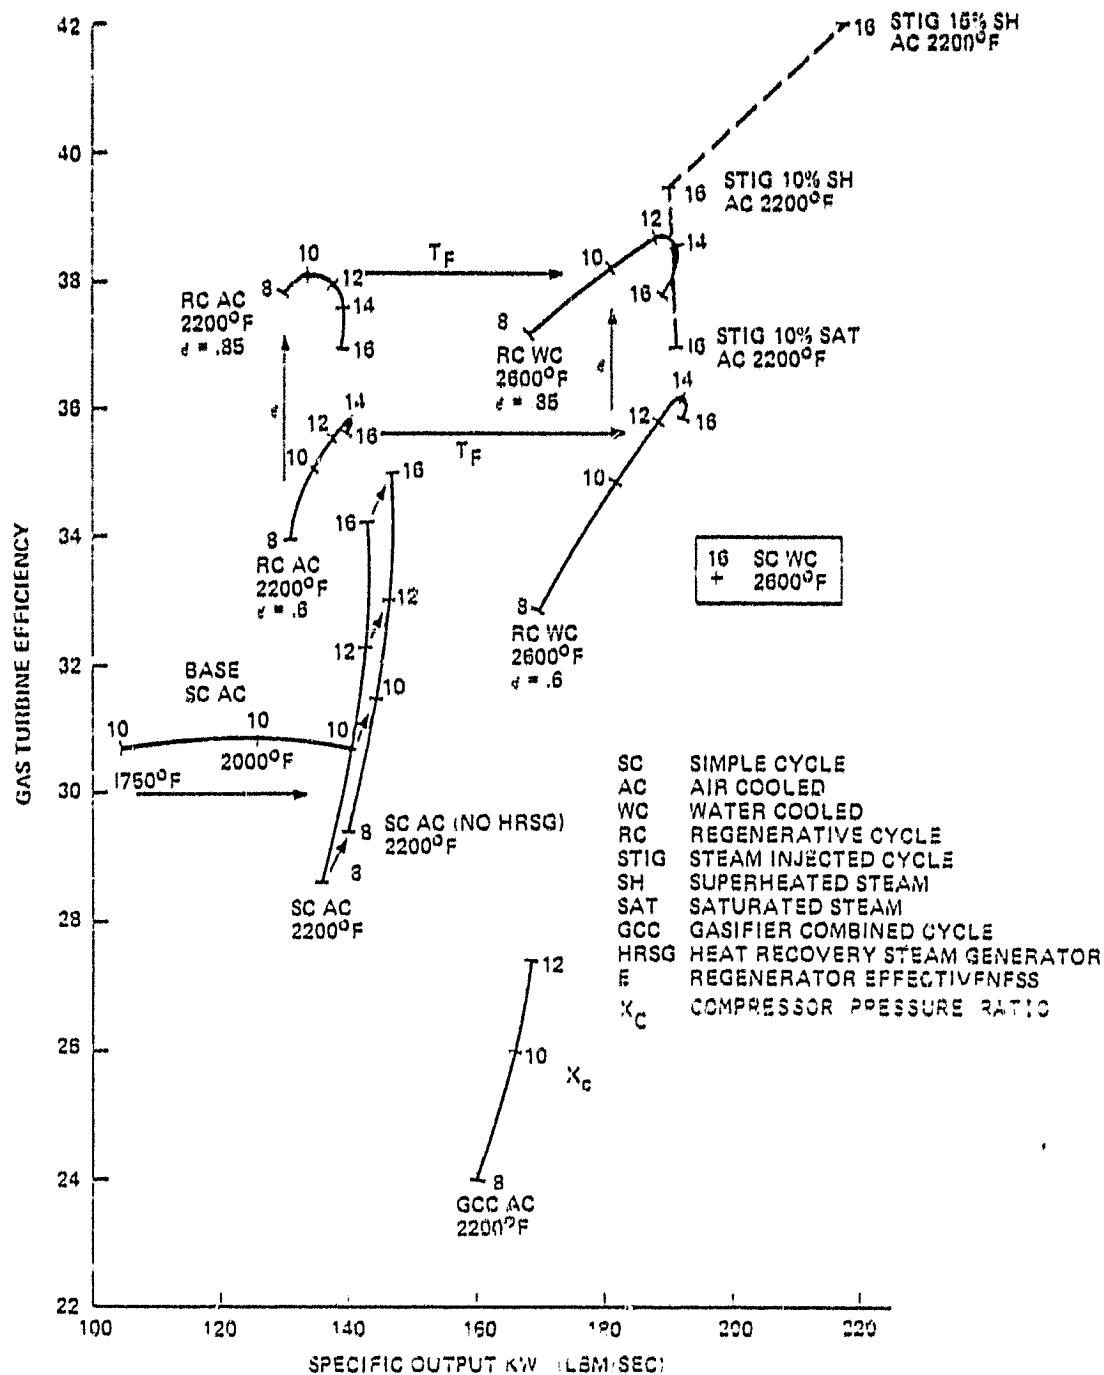 42
40
38
36
34
32
30
28
26
24
22
GAS TURBINE EFFICIENCY
100
120
140
160
180
200
220
SPECIFIC OUTPUT KW (LBM/SEC)
16
STIG 15% SH
AC 2200°F
16
STIG 10% SH
AC 2200°F
12
14
10
16
8
RC WC
2600°F
ε = .85
16
STIG 10% SAT
AC 2200°F
T_F
10
8
12
14
16
RC AC
2200°F
ε = .85
ε
ε
14
12
16
10
8
RC AC
2200°F
ε = .6
T_F
14
12
16
10
8
RC WC
2600°F
ε = .6
16
16
12
12
10
10
8
SC AC (NO HRSG)
2200°F
8
SC AC
2200°F
BASE
SC AC
10
10
2000°F
1750°F
16
+
SC WC
2600°F
SC SIMPLE CYCLE
AC AIR COOLED
WC WATER COOLED
RC REGENERATIVE CYCLE
STIG STEAM INJECTED CYCLE
SH SUPERHEATED STEAM
SAT SATURATED STEAM
GCC GASIFIER COMBINED CYCLE
HRSG HEAT RECOVERY STEAM GENERATOR
E REGENERATOR EFFECTIVENESS
X_C COMPRESSOR PRESSURE RATIO
12
10
X_c
8
GCC AC
2200°F